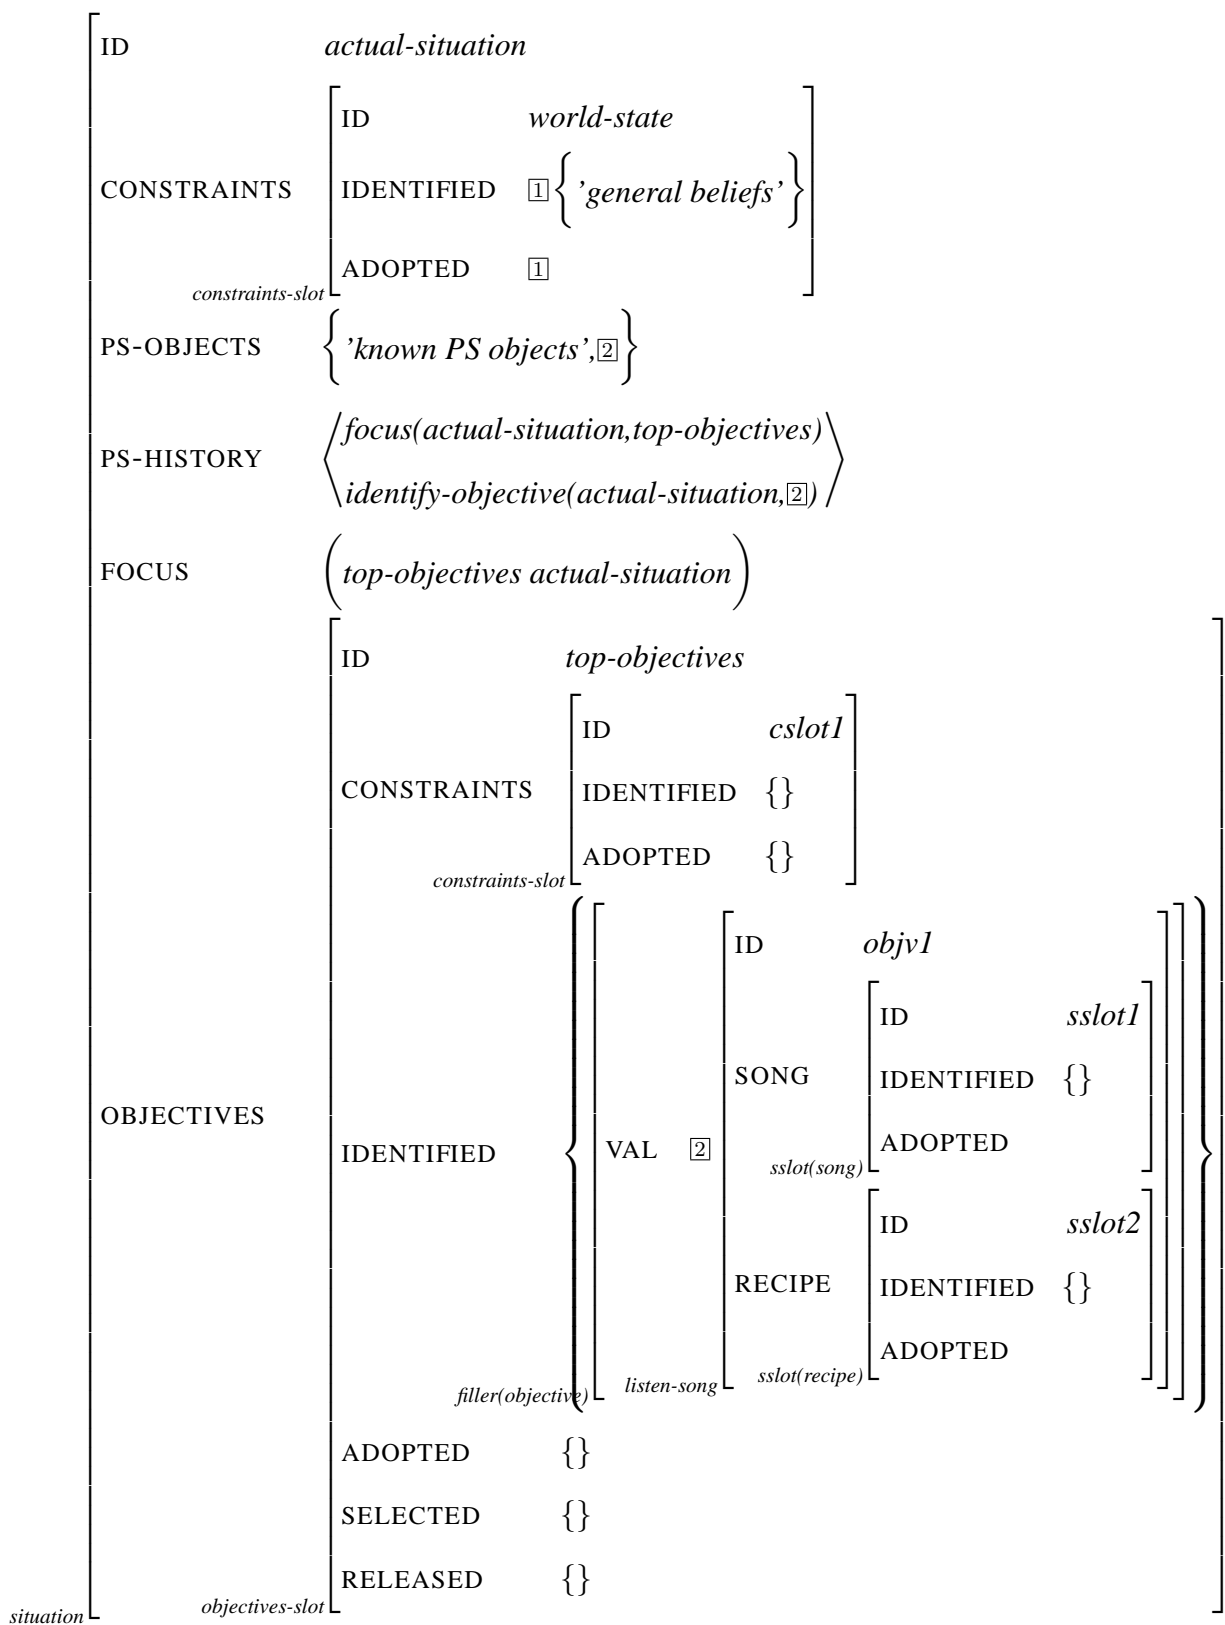 ID actual-situation
ID world-state
CONSTRAINTS IDENTIFIED 1 { 'general beliefs' }
ADOPTED 1
constraints-slot
PS-OBJECTS { 'known PS objects',2 }
focus(actual-situation,top-objectives)
PS-HISTORY
identify-objective(actual-situation,2)
FOCUS ( top-objectives actual-situation )
ID top-objectives
ID cslot1
CONSTRAINTS IDENTIFIED {}
ADOPTED {}
constraints-slot
ID objv1
ID sslot1
SONG IDENTIFIED {}
OBJECTIVES
ADOPTED
IDENTIFIED VAL 2
sslot(song)
ID sslot2
RECIPE IDENTIFIED {}
ADOPTED
sslot(recipe)
listen-song
filler(objective)
ADOPTED {}
SELECTED {}
RELEASED {}
objectives-slot
situation